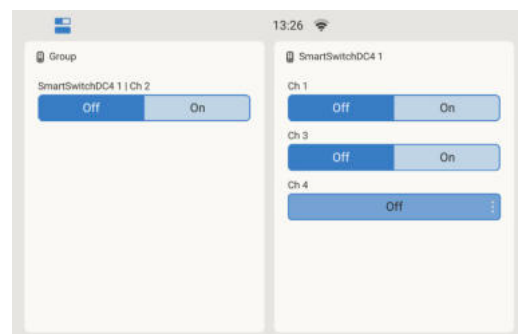 13:26
Group
SmartSwitchDC4 1 | Ch 2
Off On
SmartSwitchDC4 1
Ch 1
Off On
Ch 3
Off On
Ch 4
Off